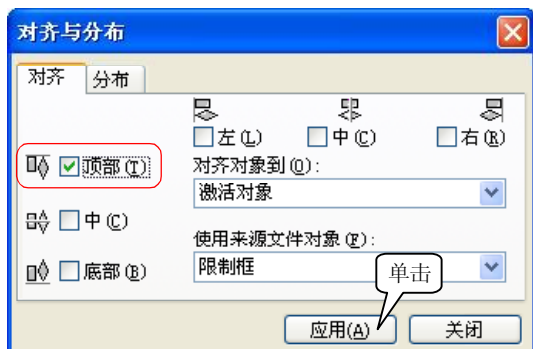 对齐与分布
对齐 分布
左(L) 中(C) 右(R)
顶部(T) 对齐对象到(O):
激活对象
中(C)
使用来源文件对象(F):
底部(B) 限制框
单击
应用(A) 关闭